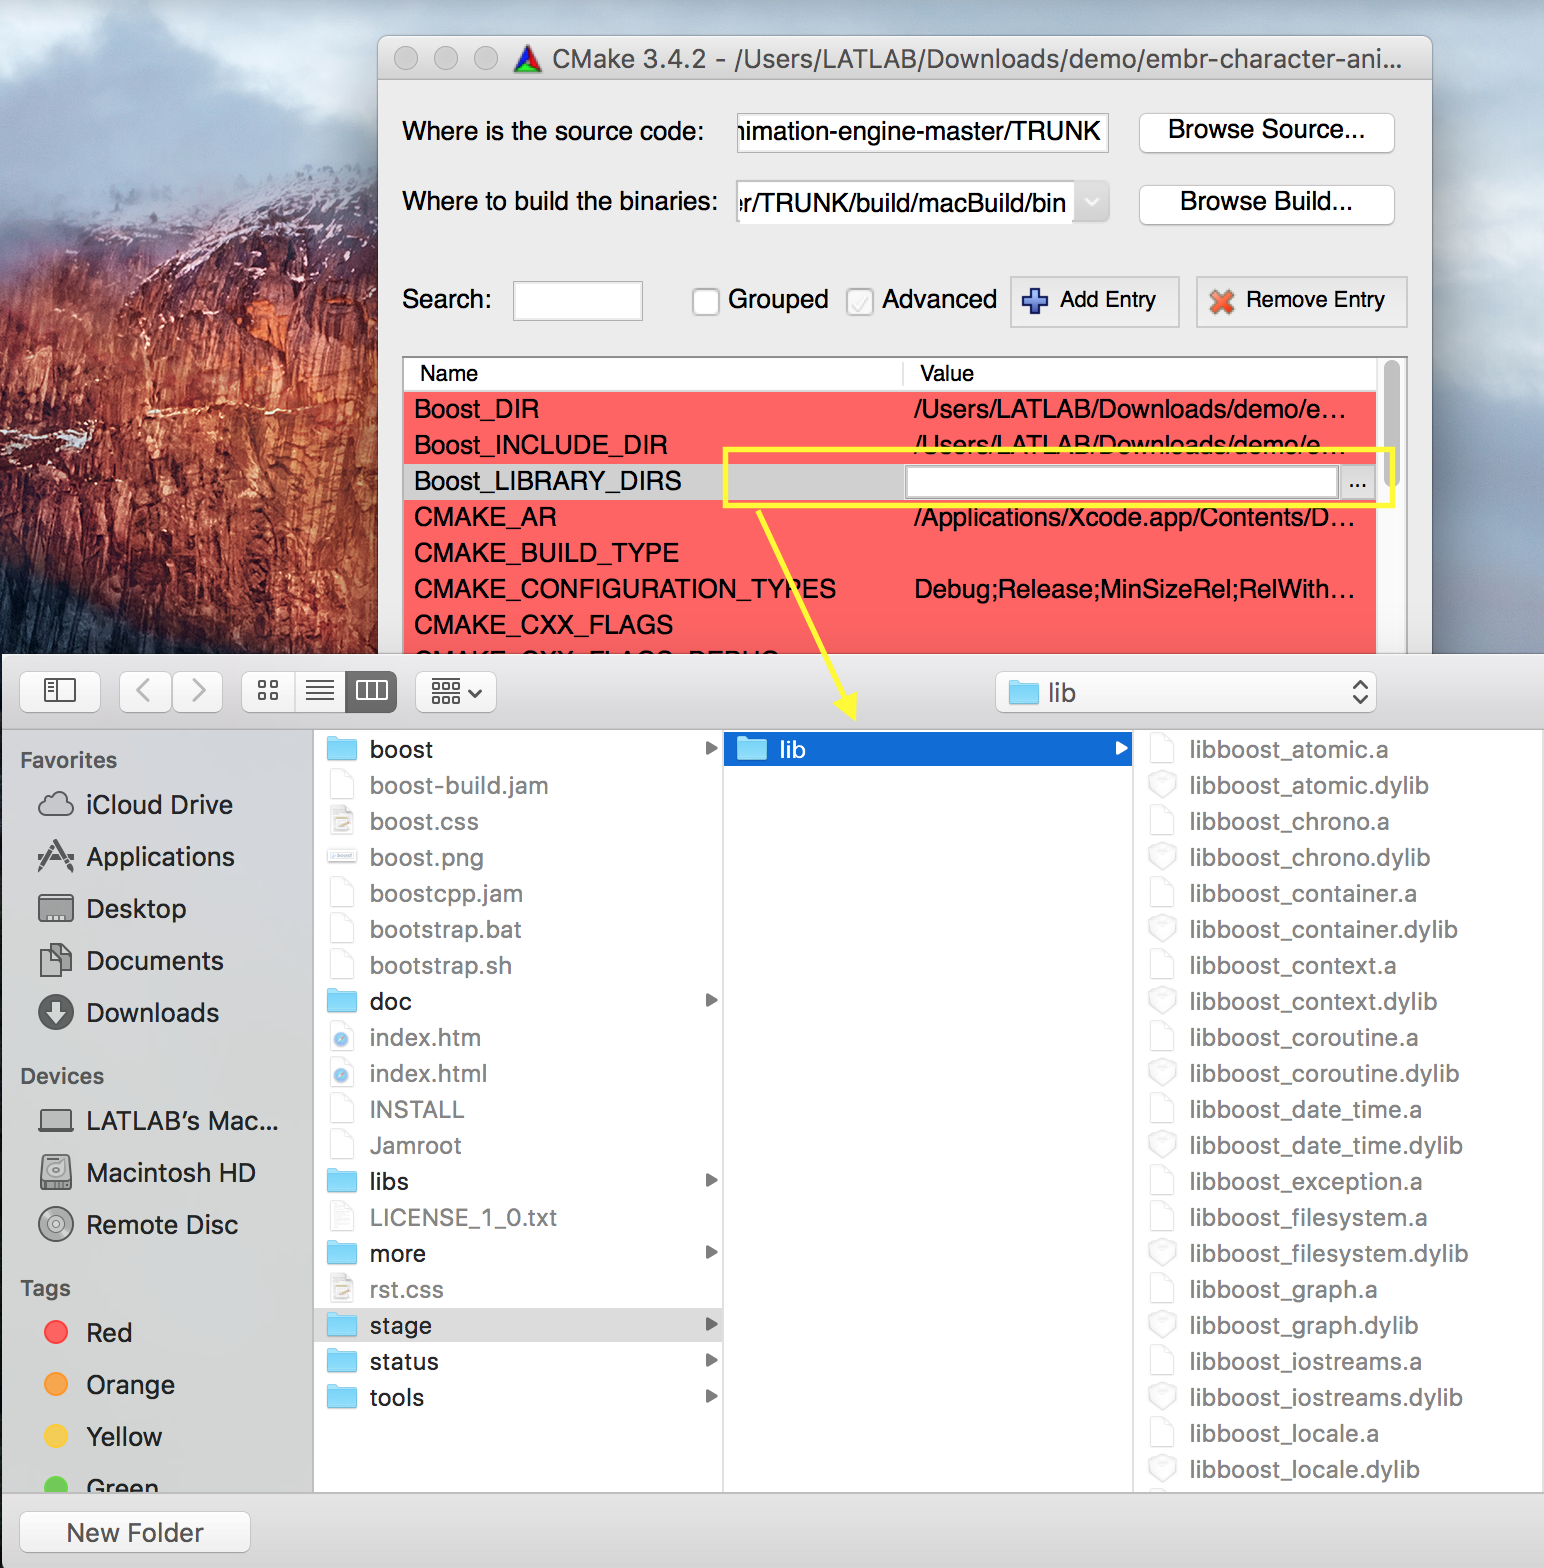 CMake 3.4.2 - /Users/LATLAB/Downloads/demo/embr-character-ani...
Where is the source code:
nimation-engine-master/TRUNK
Browse Source...
Where to build the binaries:
er/TRUNK/build/macBuild/bin
Browse Build...
Search:
Grouped
Advanced
Add Entry
Remove Entry
Name
Value
Boost_DIR
/Users/LATLAB/Downloads/demo/e...
Boost_INCLUDE_DIR
/Users/LATLAB/Downloads/demo/e...
Boost_LIBRARY_DIRS
...
CMAKE_AR
/Applications/Xcode.app/Contents/D...
CMAKE_BUILD_TYPE
CMAKE_CONFIGURATION_TYPES
Debug;Release;MinSizeRel;RelWith...
CMAKE_CXX_FLAGS
CMAKE_CXX_FLAGS_DEBUG
lib
Favorites
iCloud Drive
Applications
Desktop
Documents
Downloads
Devices
LATLAB's Mac...
Macintosh HD
Remote Disc
Tags
Red
Orange
Yellow
Green
boost
boost-build.jam
boost.css
boost.png
boostcpp.jam
bootstrap.bat
bootstrap.sh
doc
index.htm
index.html
INSTALL
Jamroot
libs
LICENSE_1_0.txt
more
rst.css
stage
status
tools
lib
libboost_atomic.a
libboost_atomic.dylib
libboost_chrono.a
libboost_chrono.dylib
libboost_container.a
libboost_container.dylib
libboost_context.a
libboost_context.dylib
libboost_coroutine.a
libboost_coroutine.dylib
libboost_date_time.a
libboost_date_time.dylib
libboost_exception.a
libboost_filesystem.a
libboost_filesystem.dylib
libboost_graph.a
libboost_graph.dylib
libboost_iostreams.a
libboost_iostreams.dylib
libboost_locale.a
libboost_locale.dylib
New Folder